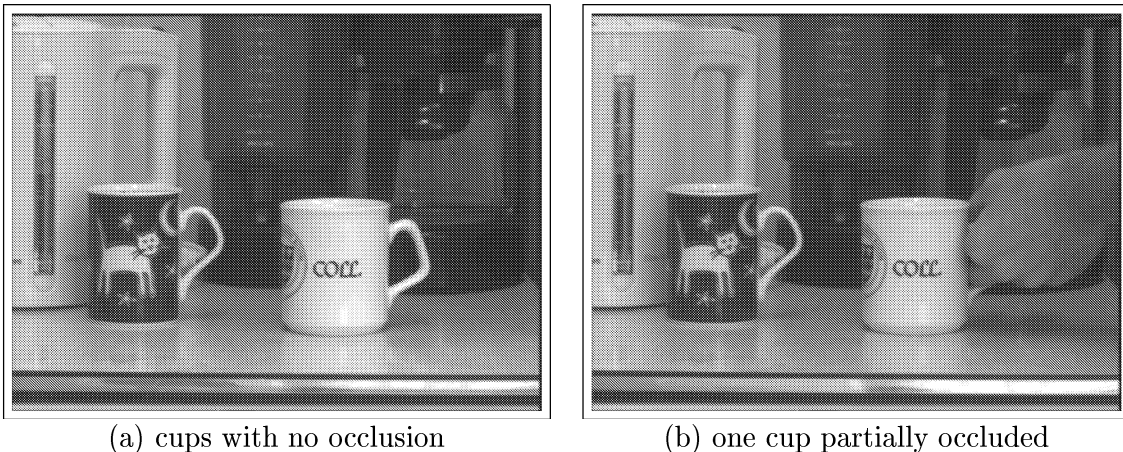 COLL.
COLL.
(a) cups with no occlusion
(b) one cup partially occluded